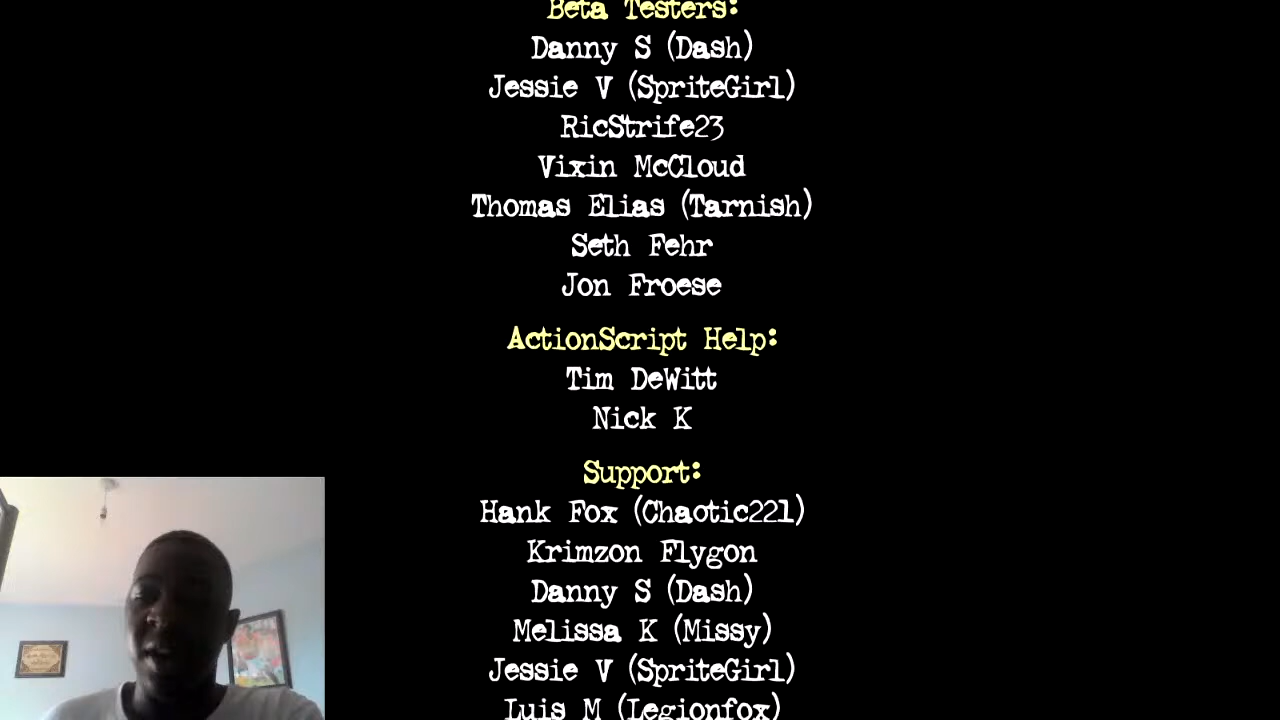 Beta Testers:
Danny S (Dash)
Jessie V (SpriteGirl)
RicStrife23
Vixin McCloud
Thomas Elias (Tarnish)
Seth Fehr
Jon Froese
ActionScript Help:
Tim DeWitt
Nick K
Support:
Hank Fox (Chaotic221)
Krimzon Flygon
Danny S (Dash)
Melissa K (Missy)
Jessie V (SpriteGirl)
Luis M (Legionfox)